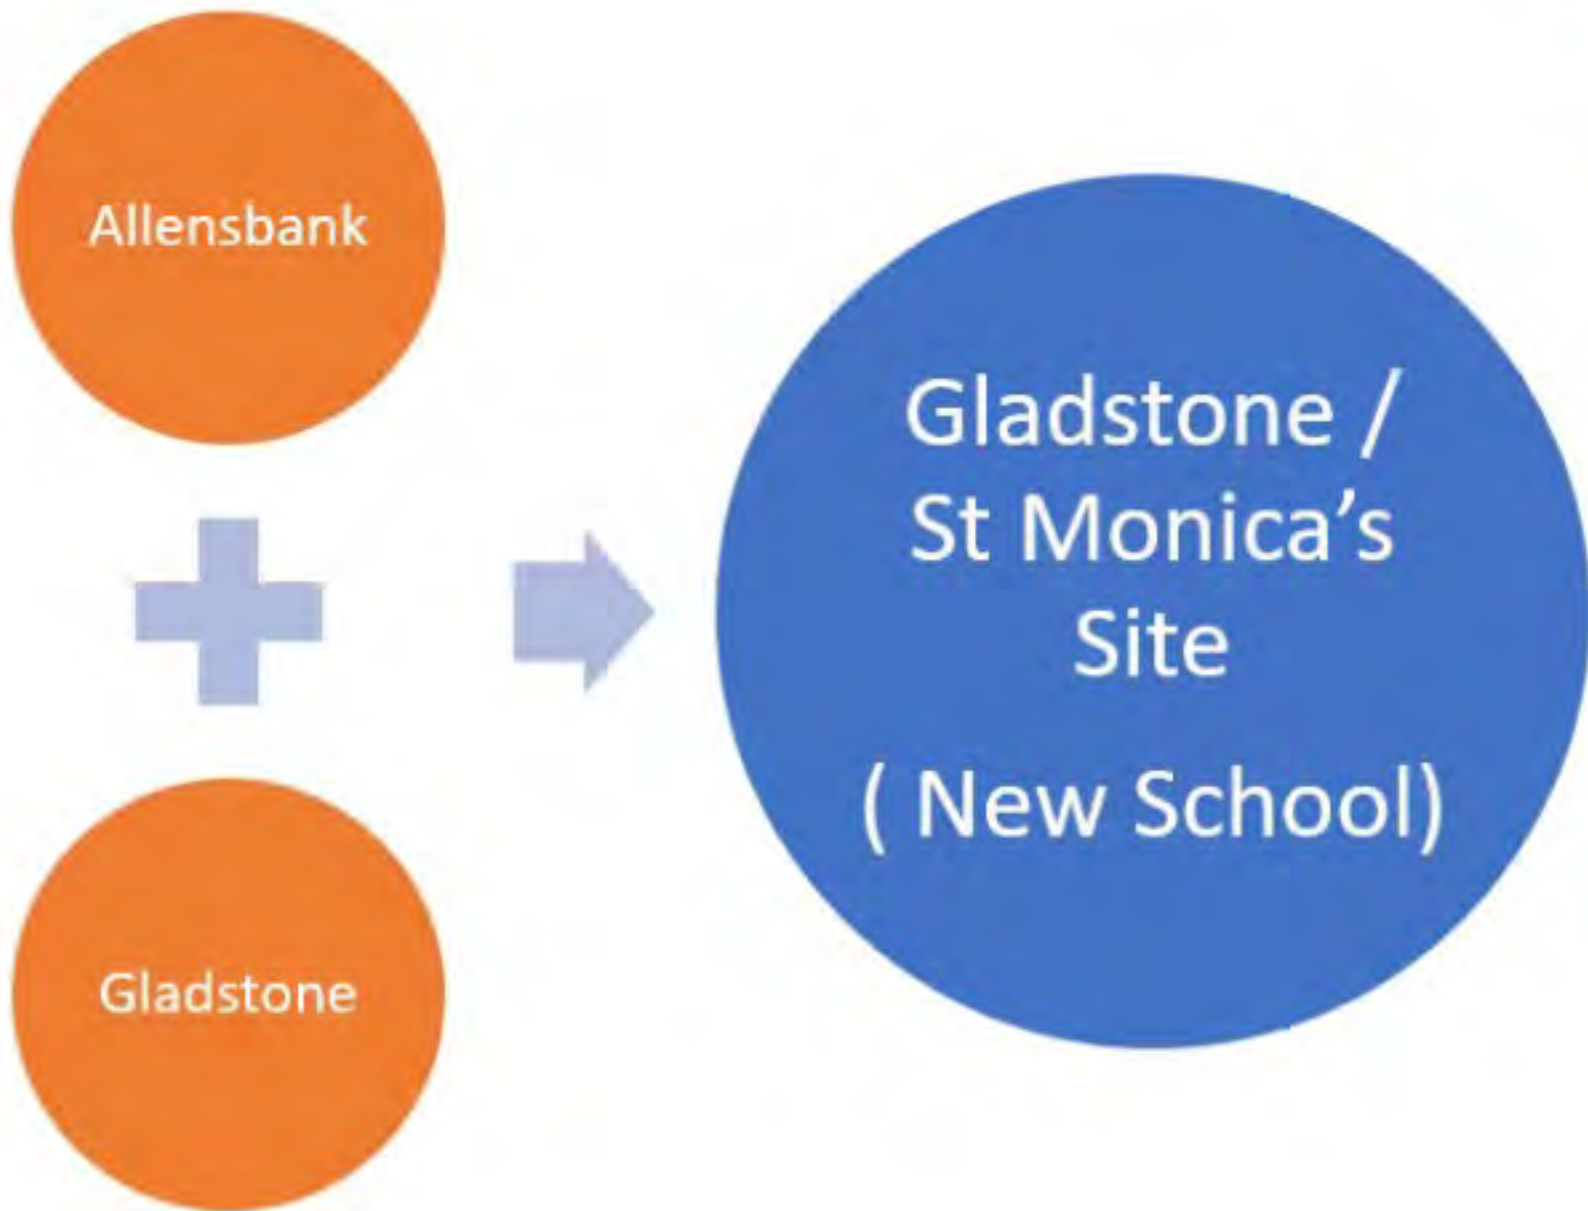 Allensbank
Gladstone
Gladstone /
St Monica’s
Site
( New School)